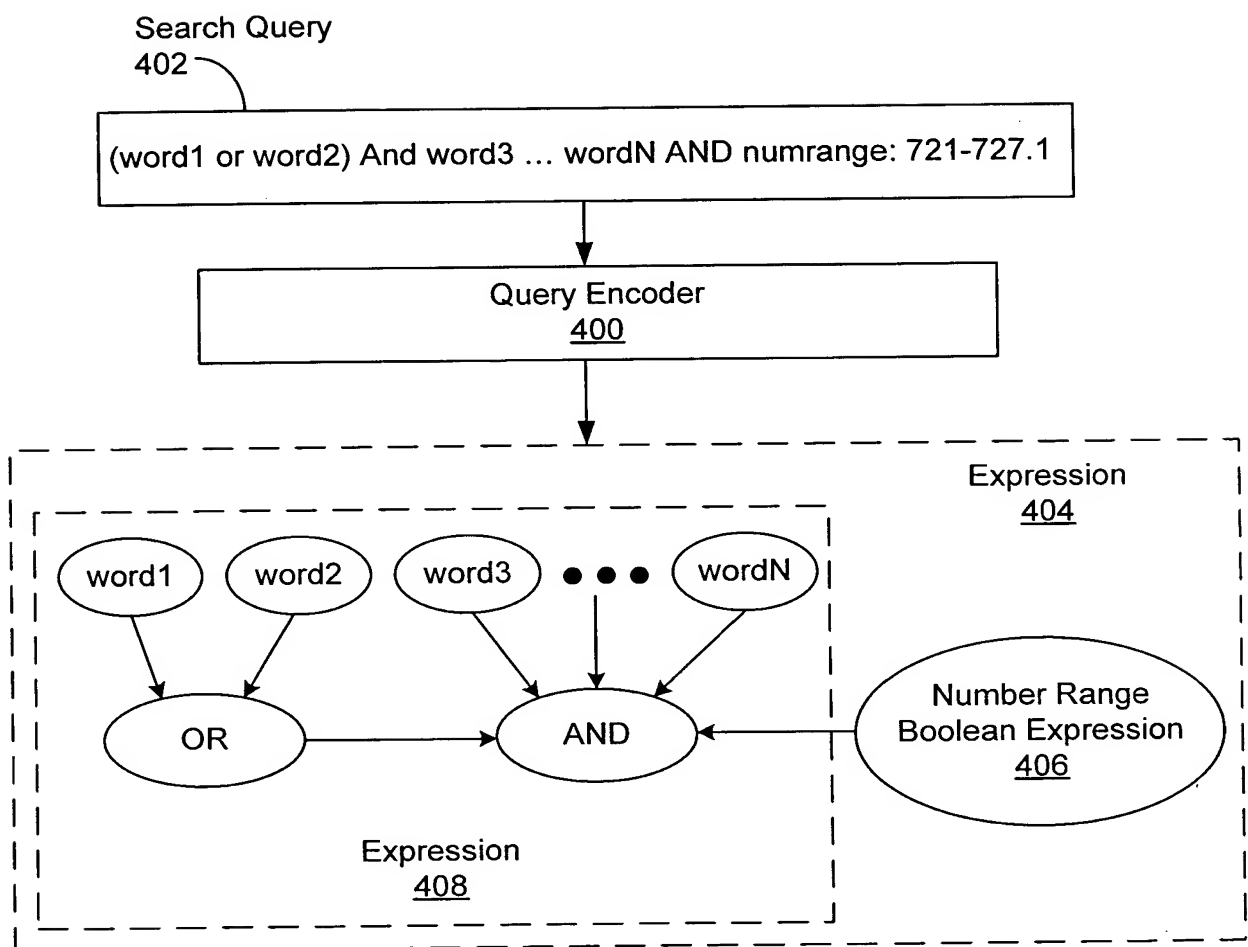 Search Query
402
(word1 or word2) And word3 ... wordN AND numrange: 721-727.1
Query Encoder
400
Expression
404
word1 word2 word3 wordN
OR AND
Number Range
Boolean Expression
406
Expression
408